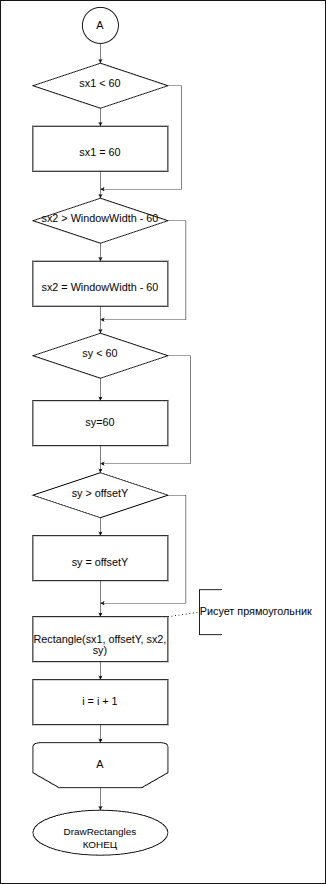 A
sx1 < 60
sx1 = 60
sx2 > WindowWidth - 60
sx2 = WindowWidth - 60
sy < 60
sy=60
sy > offsetY
sy = offsetY
Рисует прямоугольник
Rectangle(sx1, offsetY, sx2,
sy)
i = i + 1
A
DrawRectangles
КОНЕЦ